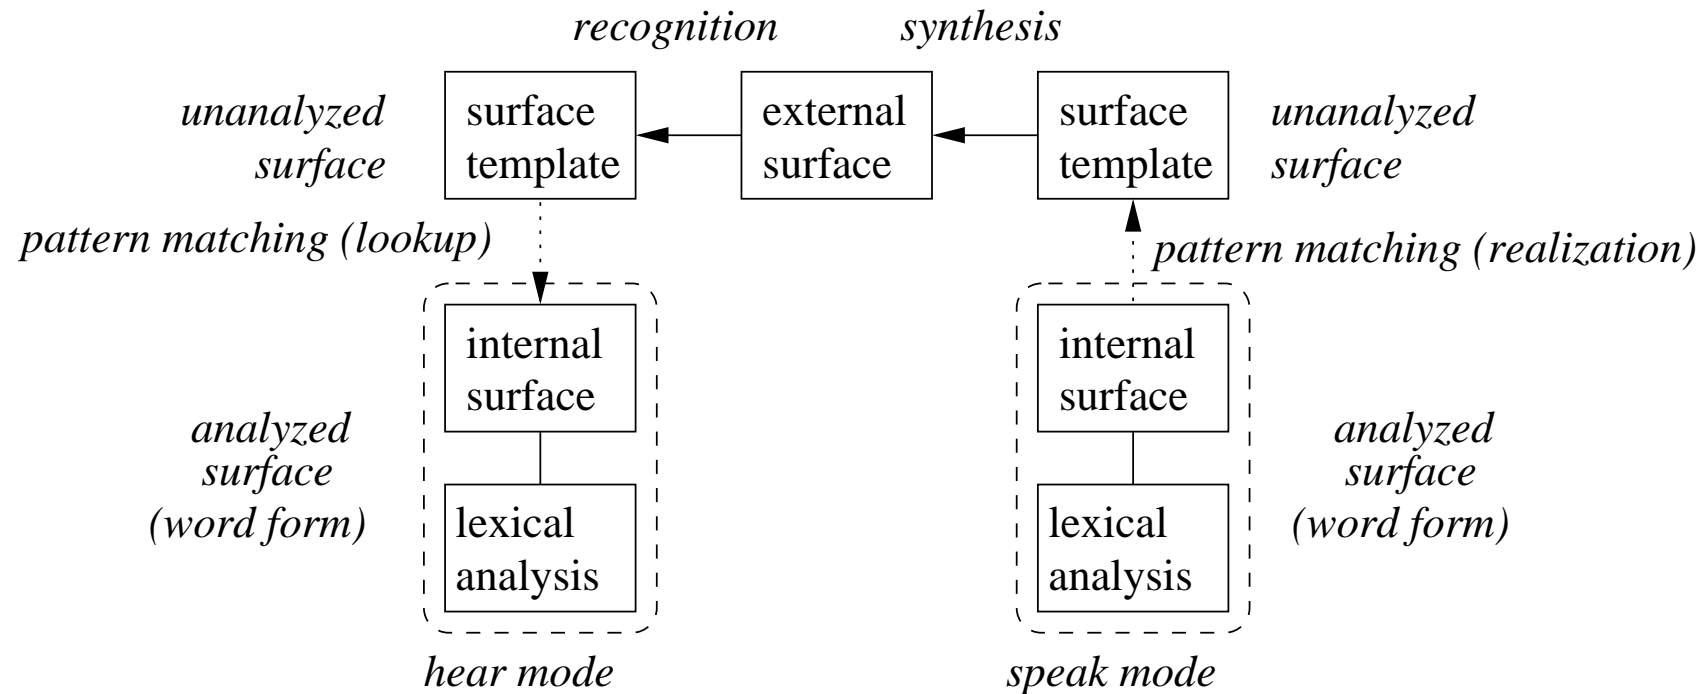 recognition synthesis
unanalyzed
surface
surface
template
external
surface
surface
template
unanalyzed
surface
pattern matching (lookup)
pattern matching (realization)
internal
surface
internal
surface
analyzed
surface
(word form)
lexical
analysis
lexical
analysis
analyzed
surface
(word form)
hear mode
speak mode